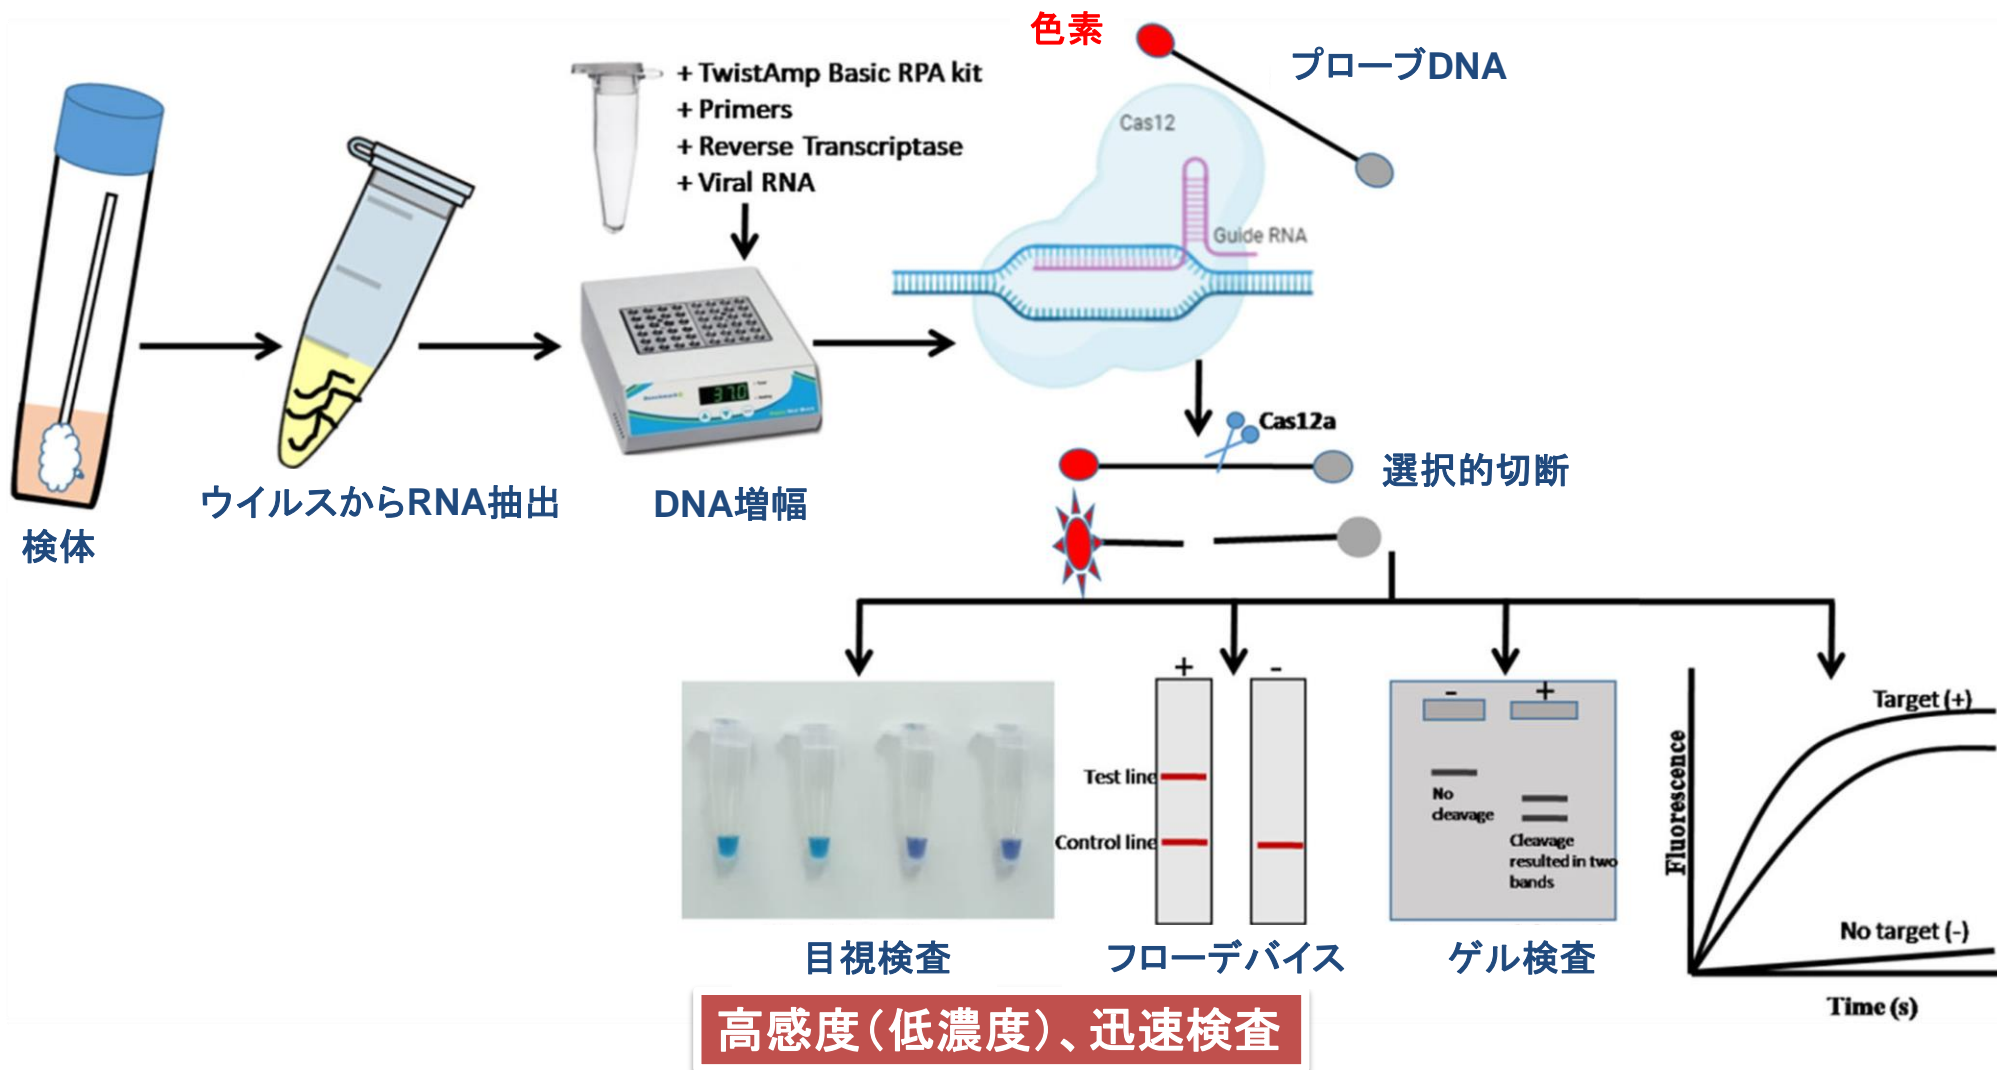 色素
プローブDNA
+ TwistAmp Basic RPA kit
+ Primers
+ Reverse Transcriptase
+ Viral RNA
Cas12
Guide RNA
37.0
Cas12a
選択的切断
検体
ウイルスからRNA抽出
DNA増幅
+
-
Test line
Control line
-
+
No
cleavage
Cleavage
resulted in two
bands
Fluorescence
Target (+)
No target (-)
Time (s)
目視検査
フローデバイス
ゲル検査
高感度（低濃度）、迅速検査